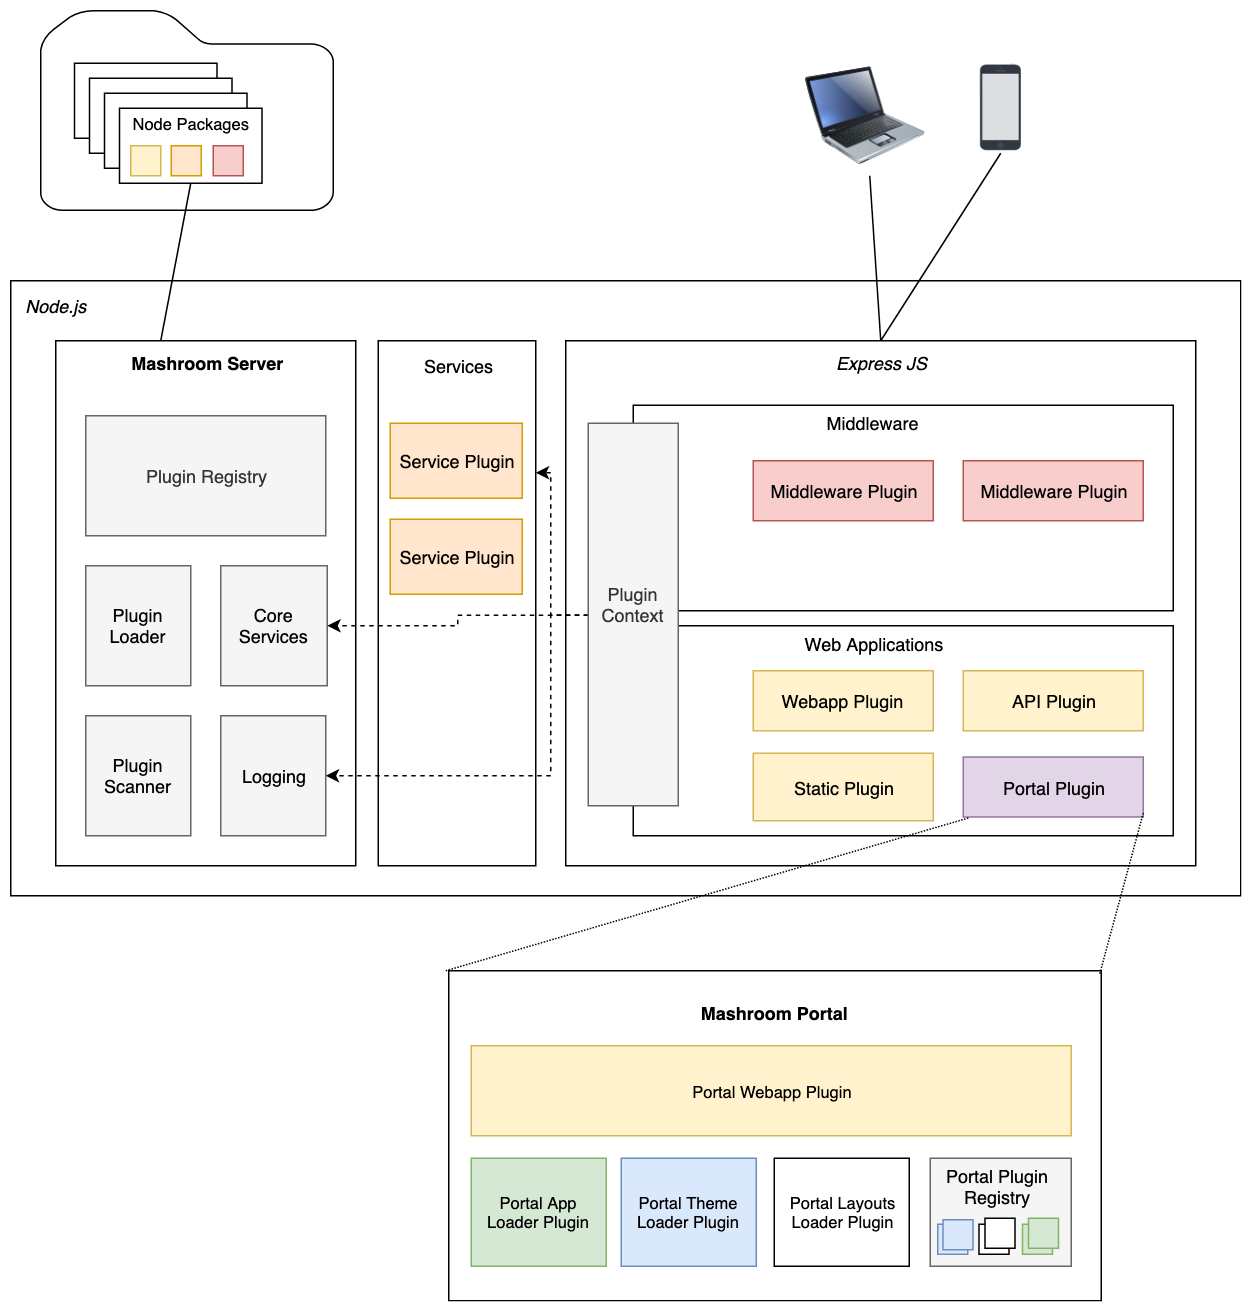 Node Packages
Node.js
Mashroom Server
Plugin Registry
Plugin
Loader
Core
Services
Plugin
Scanner
Logging
Services
Service Plugin
Service Plugin
Express JS
Plugin
Context
Middleware
Middleware Plugin
Middleware Plugin
Web Applications
Webapp Plugin
API Plugin
Static Plugin
Portal Plugin
Mashroom Portal
Portal Webapp Plugin
Portal App
Loader Plugin
Portal Theme
Loader Plugin
Portal Layouts
Loader Plugin
Portal Plugin
Registry